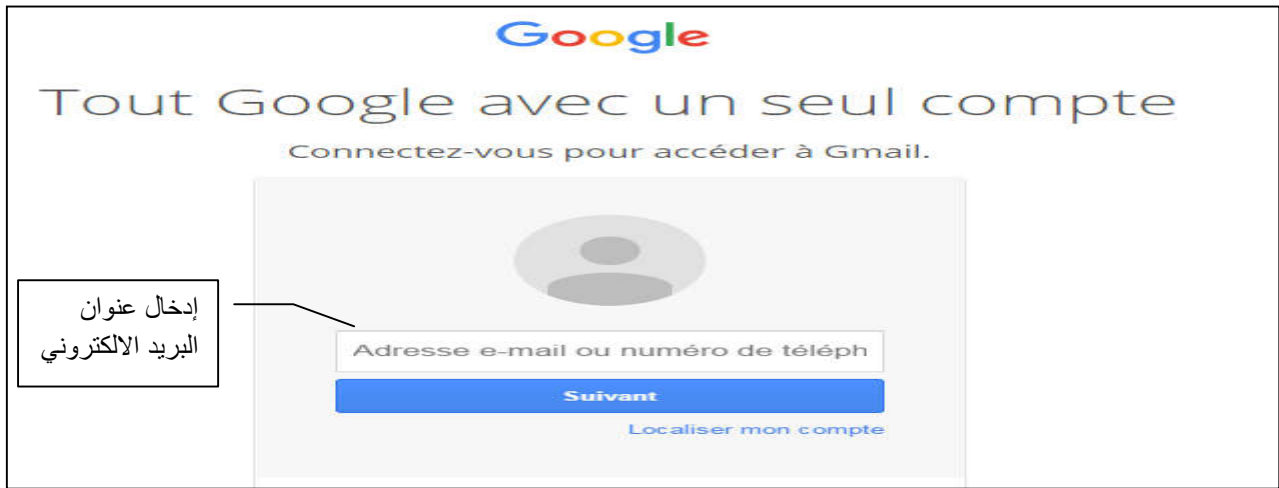 Google
Tout Google avec un seul compte
Connectez-vous pour accéder à Gmail.
إدخال عنوان
البريد الالكتروني
Adresse e-mail ou numéro de téléph
Suivant
Localiser mon compte